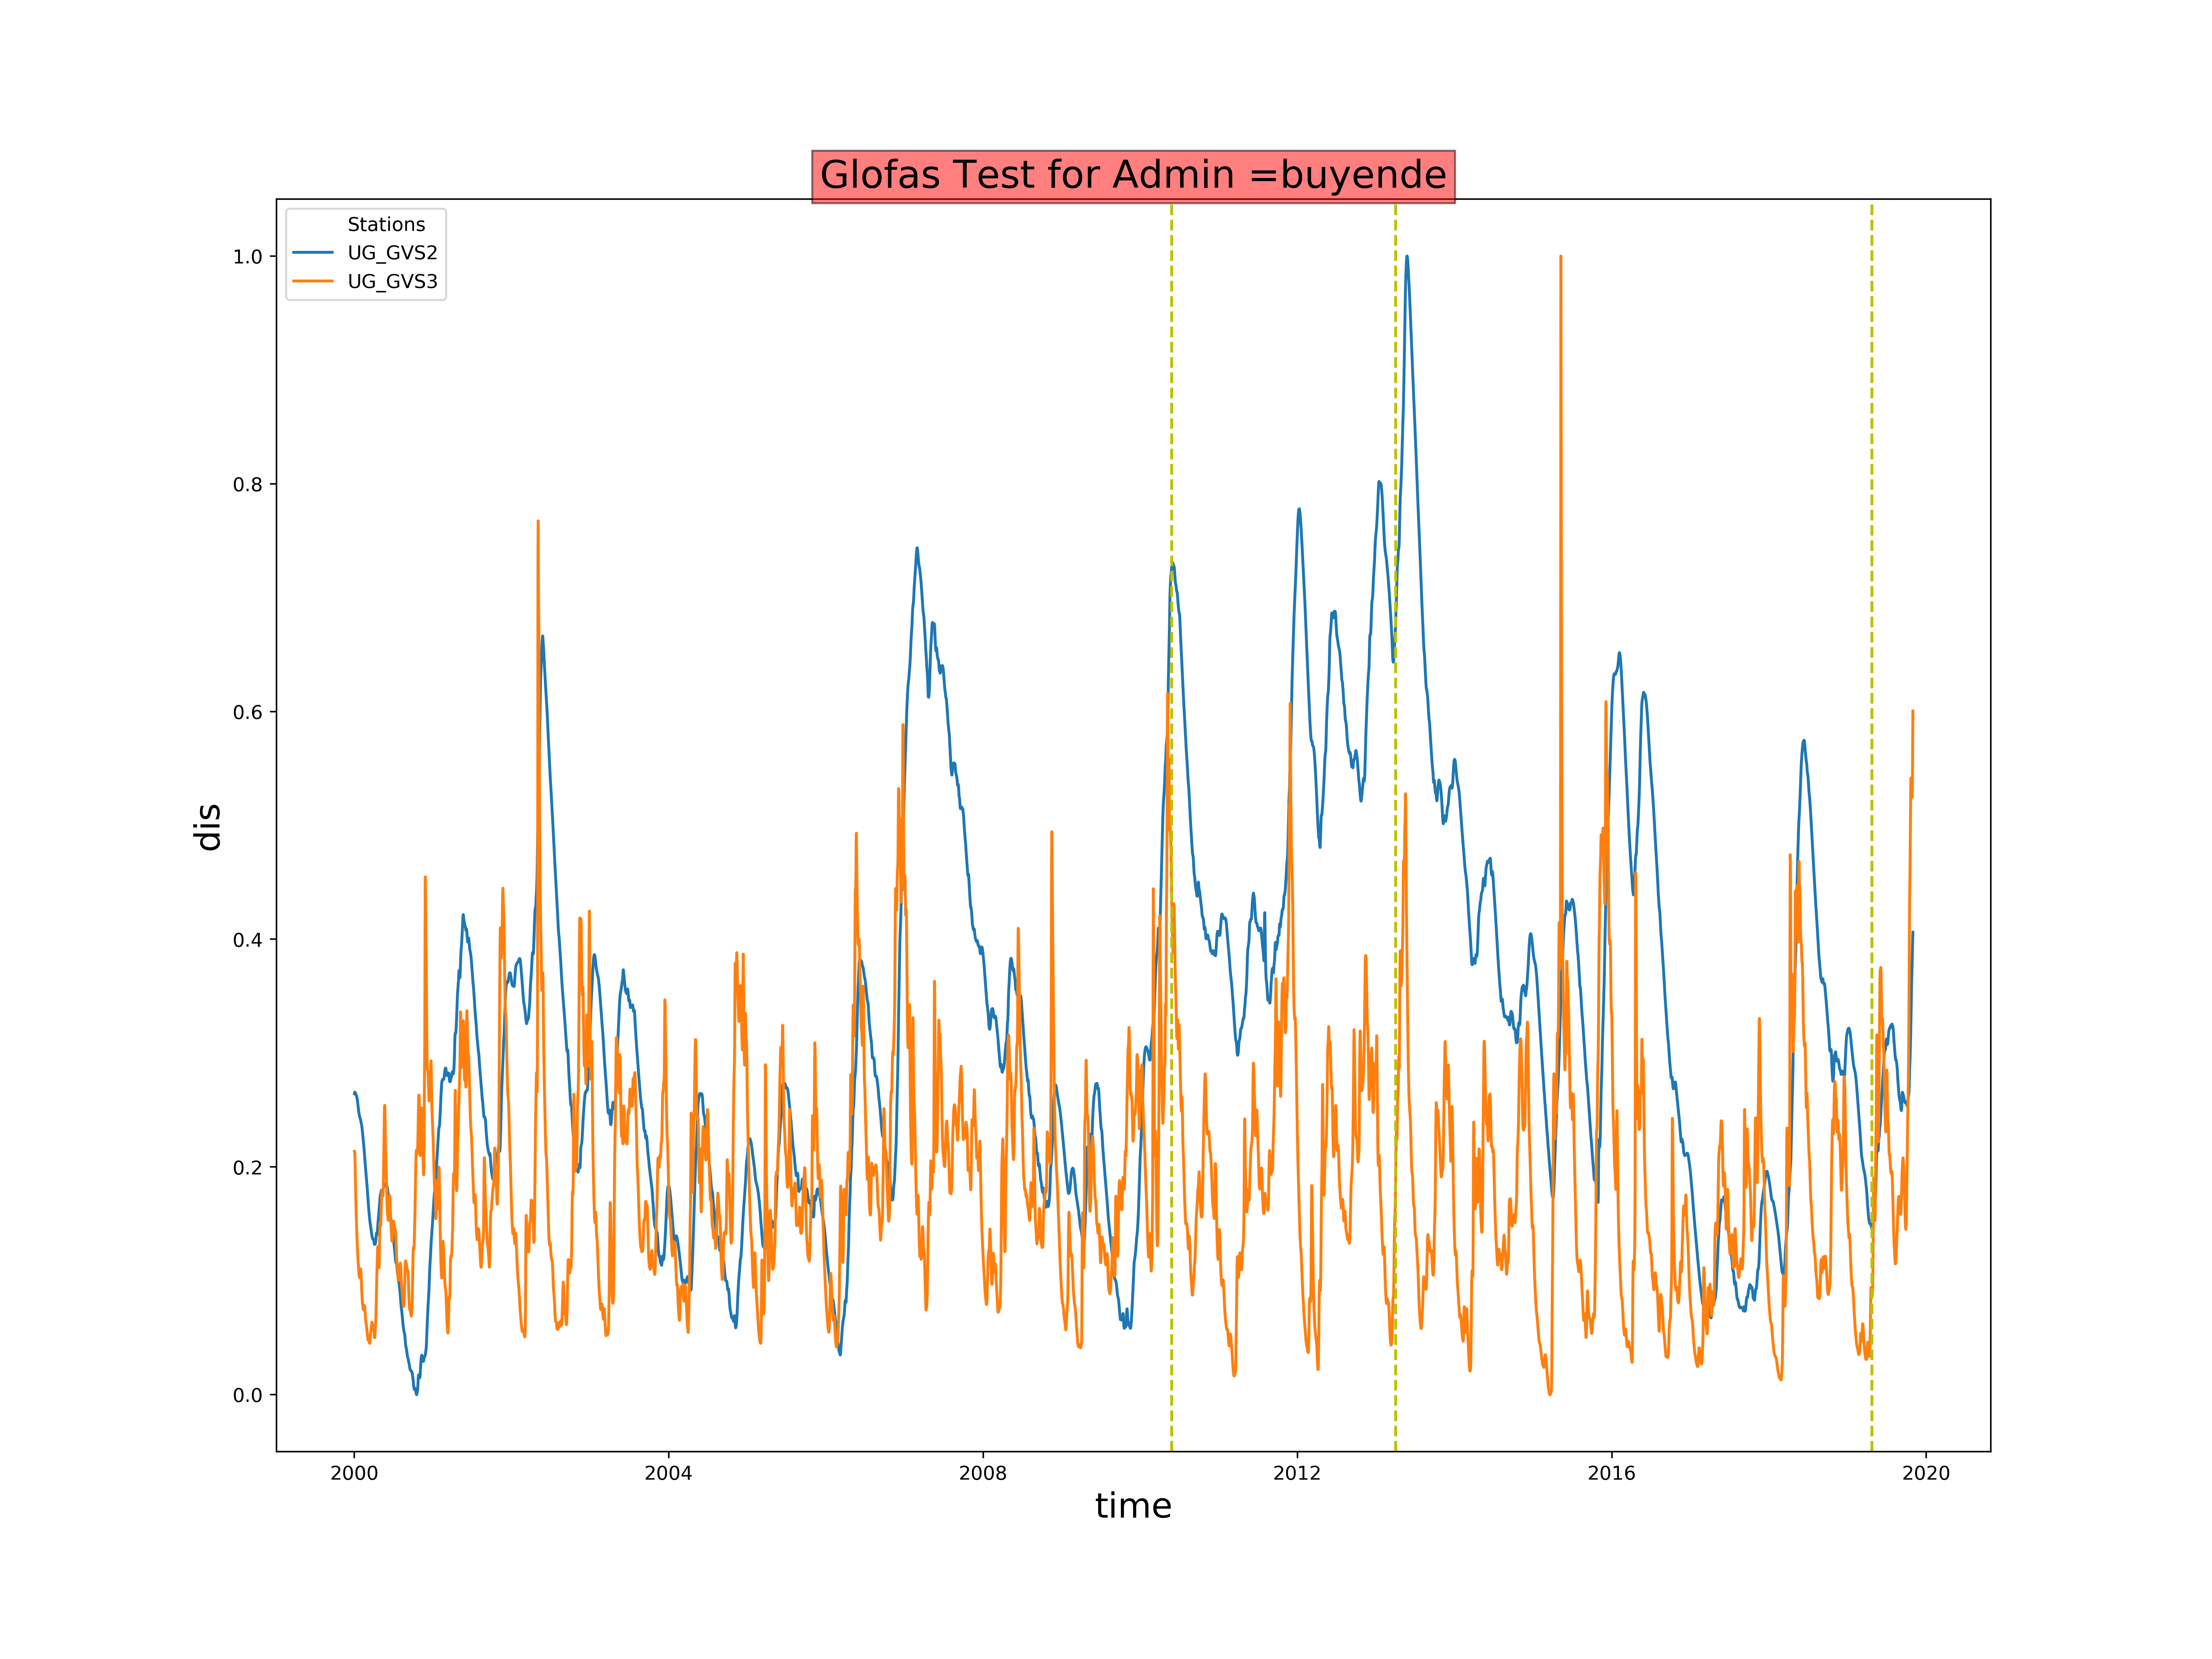 Glofas Test for Admin =buyende
Stations
UG_GVS2
UG_GVS3
1.0
0.8
0.6
0.4
0.2
0.0
dis
2000
2004
2008
2012
2016
2020
time